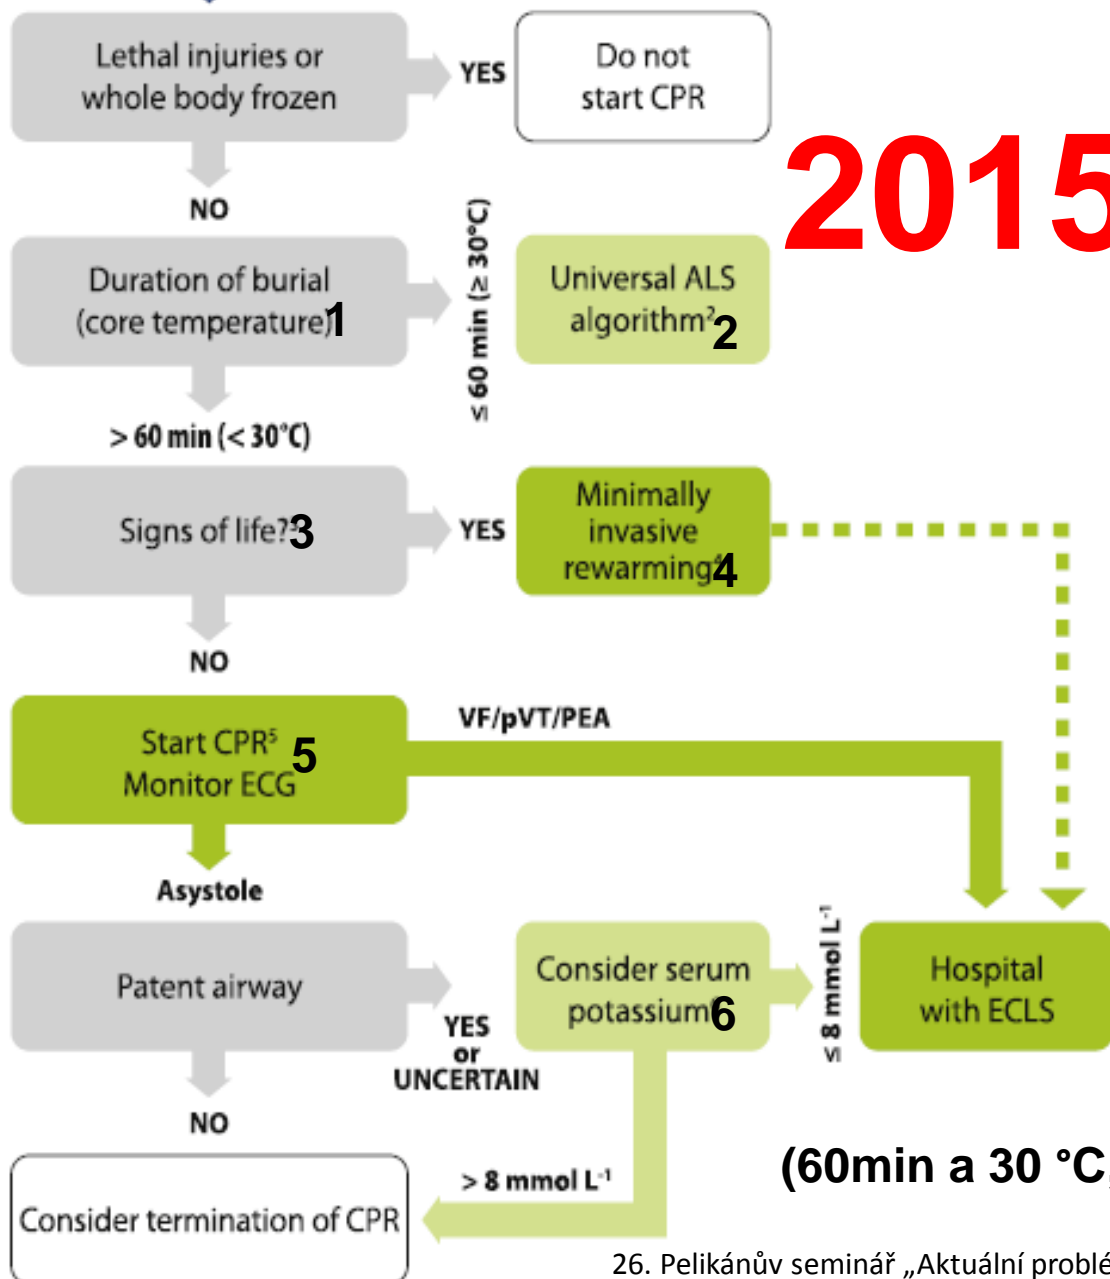 Lethal injuries or
whole body frozen
YES
Do not
start CPR
2015
NO
Duration of burial
(core temperature) 1
≤ 60 min (≥ 30°C)
Universal ALS
algorithm² 2
> 60 min (< 30°C)
Signs of life? 3
YES
Minimally
invasive
rewarming 4
NO
Start CPR⁵ 5
Monitor ECG
VF/pVT/PEA
Asystole
Patent airway
YES
or
UNCERTAIN
Consider serum
potassium 6
≤ 8 mmol L⁻¹
Hospital
with ECLS
NO
> 8 mmol L⁻¹
Consider termination of CPR
(60min a 30 °C,
26. Pelikánův seminář „Aktuální problé